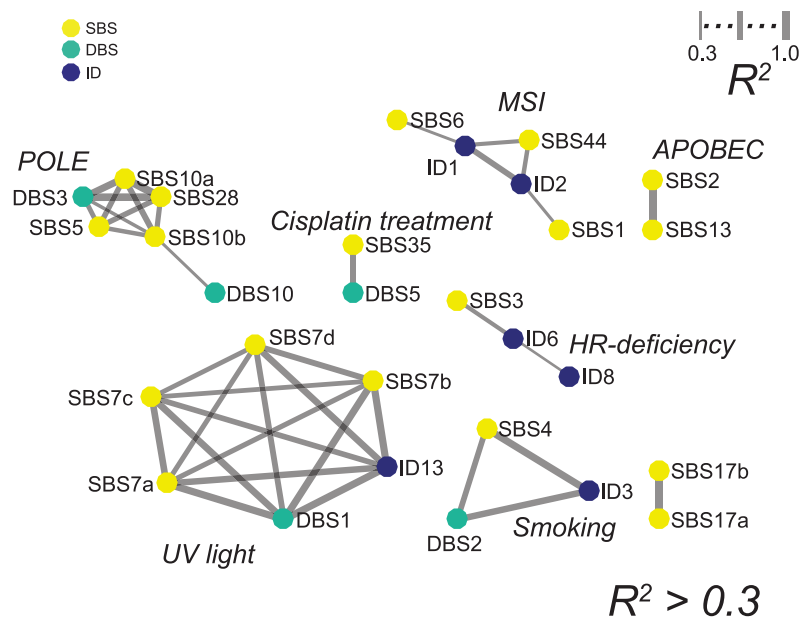 SBS
DBS
ID
0.3 1.0
R²
MSI
SBS6
SBS44
ID1
ID2
SBS1
APOBEC
SBS2
SBS13
POLE
SBS10a
DBS3
SBS28
SBS5
SBS10b
DBS10
Cisplatin treatment
SBS35
DBS5
SBS3
ID6
HR-deficiency
ID8
SBS7d
SBS7b
SBS7c
ID13
SBS7a
DBS1
UV light
SBS4
ID3
DBS2
Smoking
SBS17b
SBS17a
R² > 0.3